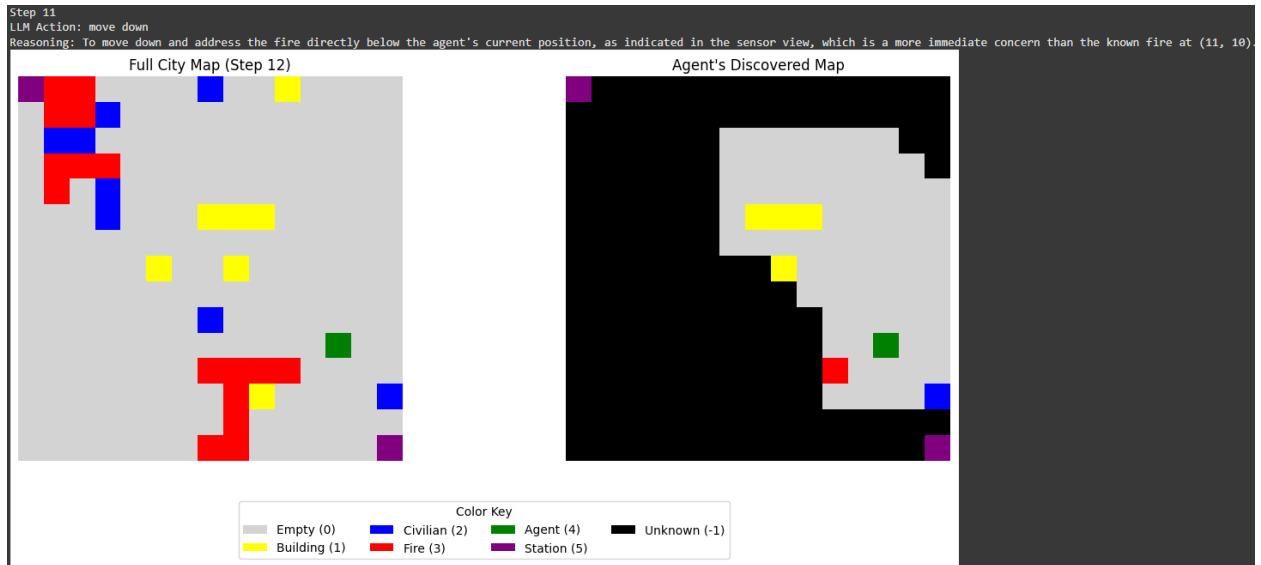 Step 11
LLM Action: move down
Reasoning: To move down and address the fire directly below the agent's current position, as indicated in the sensor view, which is a more immediate concern than the known fire at (11, 10).
Full City Map (Step 12)
Agent's Discovered Map
Color Key
Empty (0)
Civilian (2)
Agent (4)
Unknown (-1)
Building (1)
Fire (3)
Station (5)